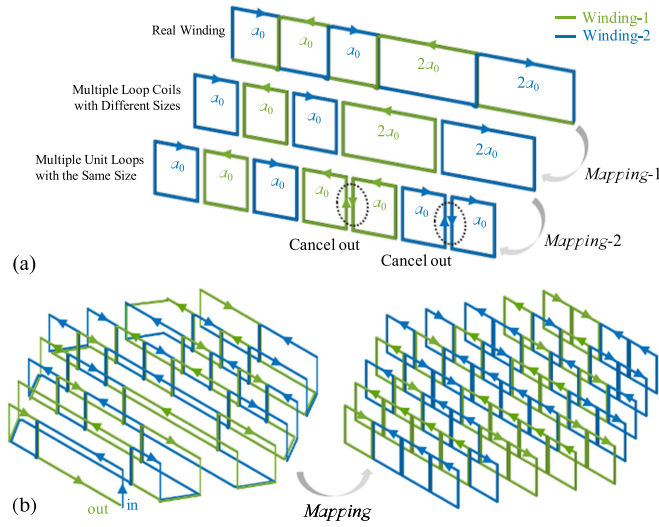 Real Winding
a₀
a₀
a₀
2a₀
2a₀
Winding-1
Winding-2
Multiple Loop Coils
with Different Sizes
a₀
a₀
a₀
2a₀
2a₀
Mapping-1
Multiple Unit Loops
with the Same Size
a₀
a₀
a₀
a₀
a₀
a₀
a₀
Mapping-2
Cancel out
Cancel out
(a)
(b)
out
in
Mapping